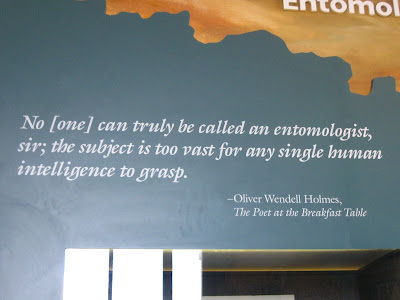 Entomol
No [one] can truly be called an entomologist,
sir; the subject is too vast for any single human
intelligence to grasp.
–Oliver Wendell Holmes,
The Poet at the Breakfast Table